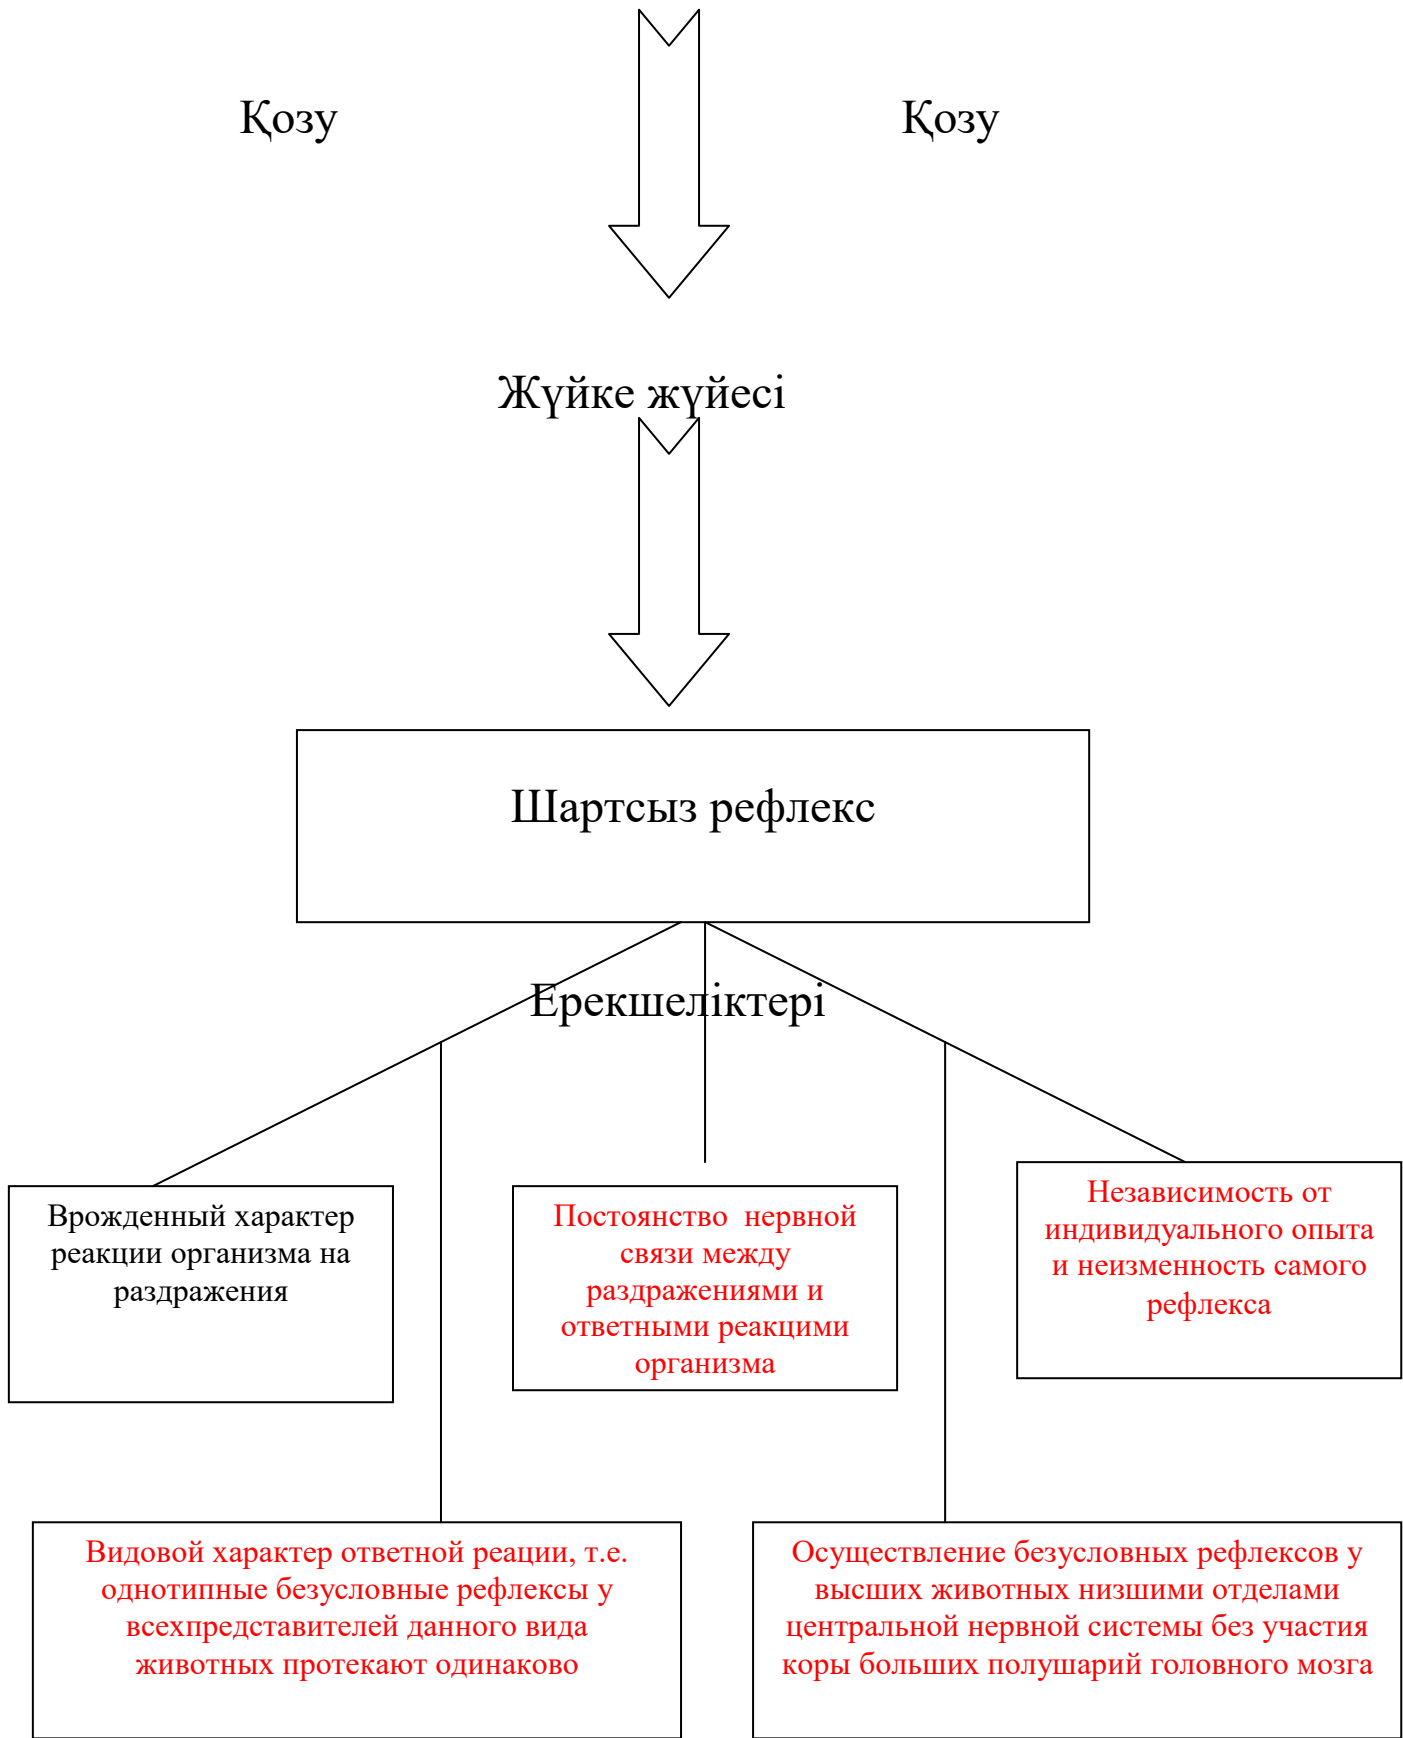 Қозу
Қозу
Жүйке жүйесі
Шартсыз рефлекс
Ерекшеліктері
Врожденный характер
реакции организма на
раздражения
Постоянство  нервной
связи между
раздражениями и
ответными реакцими
организма
Независимость от
индивидуального опыта
и неизменность самого
рефлекса
Видовой характер ответной реации, т.е.
однотипные безусловные рефлексы у
всехпредставителей данного вида
животных протекают одинаково
Осуществление безусловных рефлексов у
высших животных низшими отделами
центральной нервной системы без участия
коры больших полушарий головного мозга